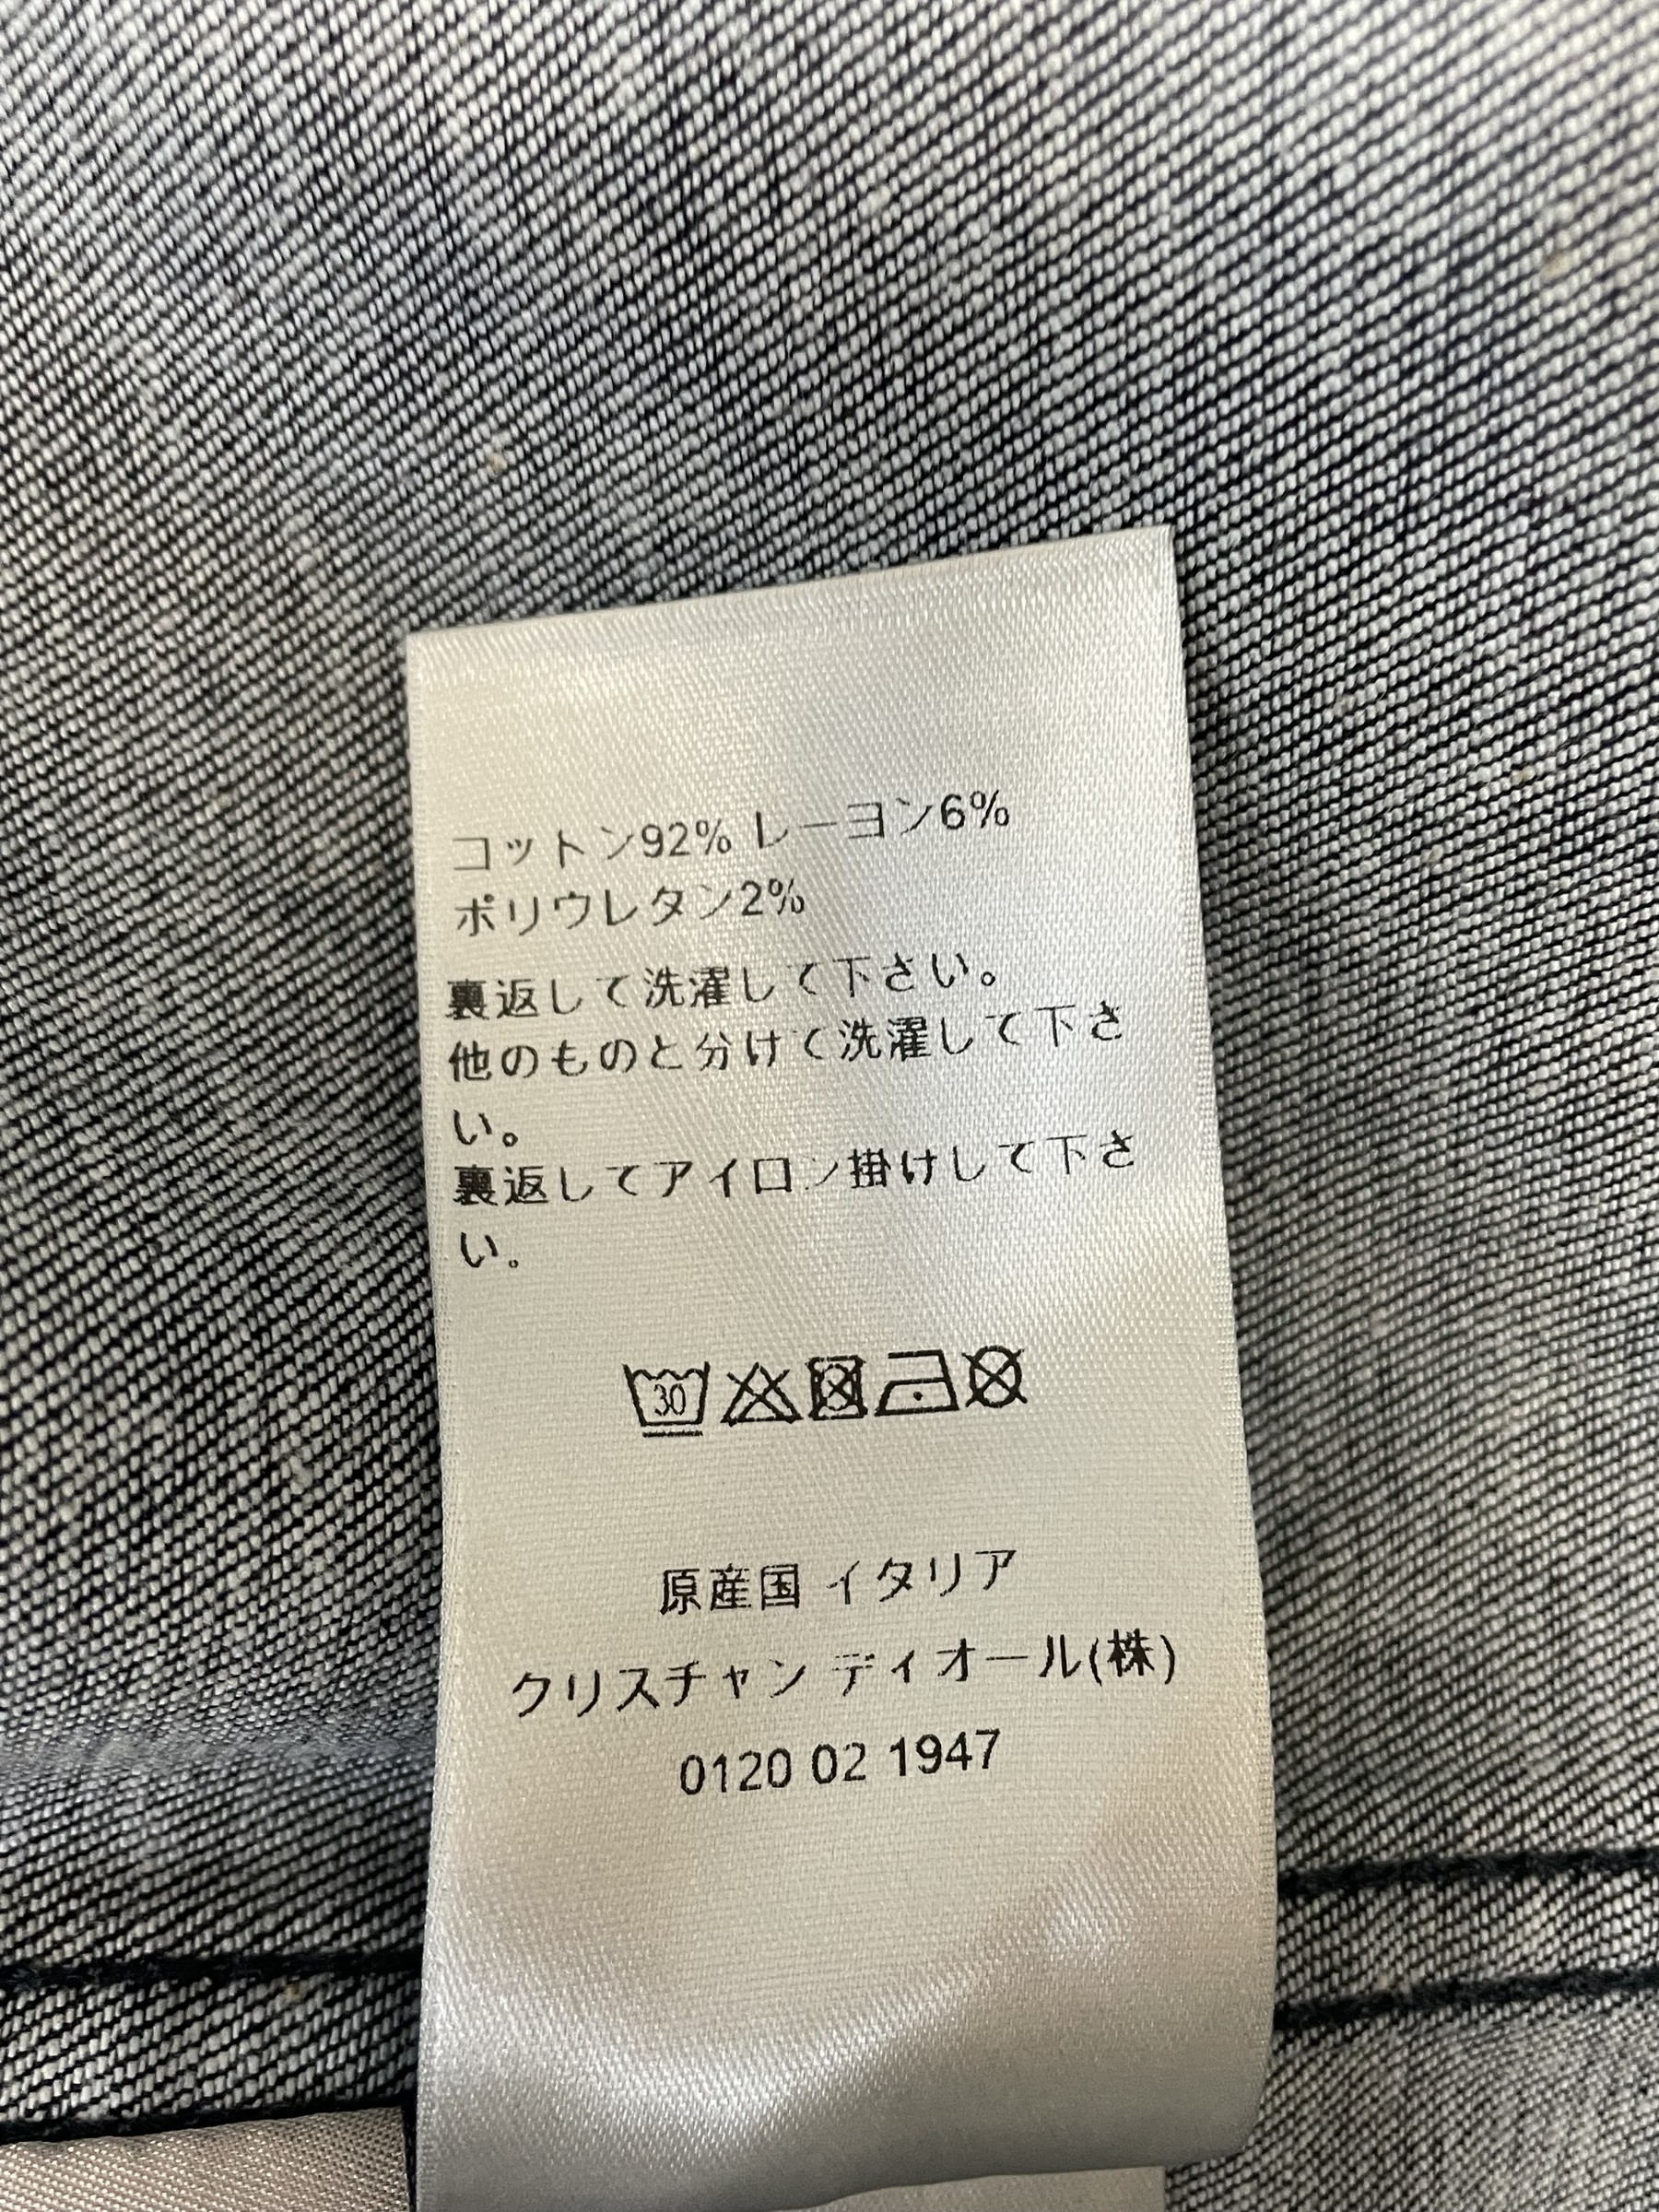 コットン92% レーヨン6%
ポリウレタン2%
裏返して洗濯して下さい。
他のものと分けて洗濯して下さ
い。
裏返してアイロン掛けして下さ
い。
30
原産国 イタリア
クリスチャン ディオール(株)
0120 02 1947